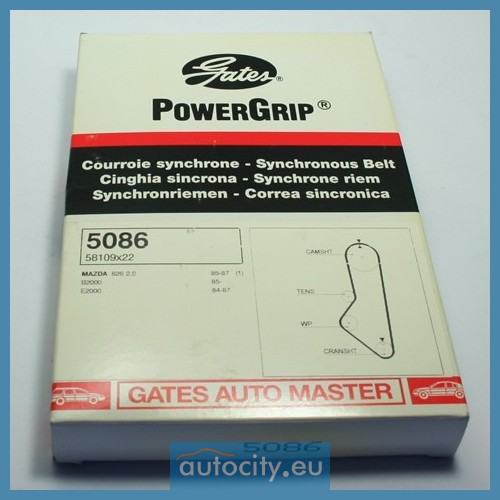 Gates®
POWERGRIP®
Courroie synchrone - Synchronous Belt
Cinghia sincrona - Synchrone riem
Synchronriemen - Correa sincronica
5086
58109x22
MAZDA 626 2.0 85-87 (1)
B2000 85-
E2000 84-87
CAMSHT
TENS
WP
CRANSHT
GATES AUTO MASTER
5086
autocity.eu